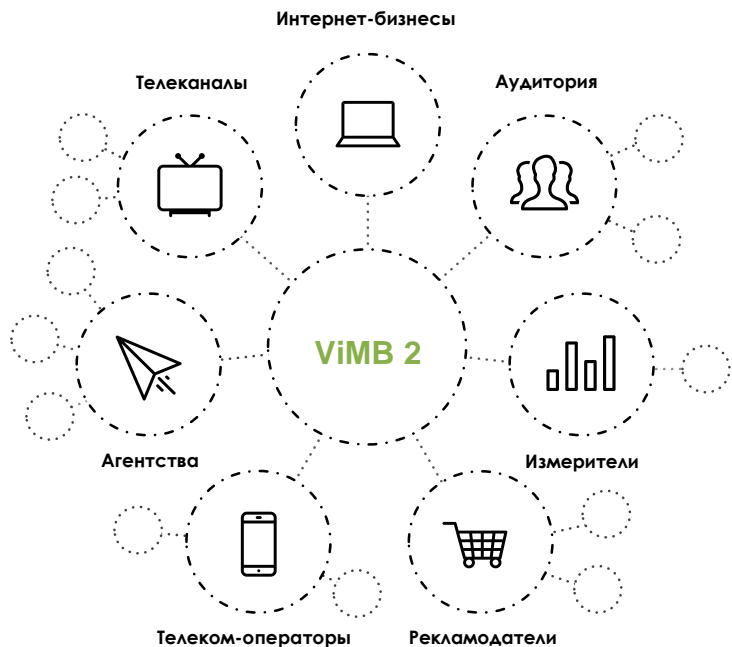 Интернет-бизнесы
Телеканалы
Аудитория
ViMB 2
Агентства
Измерители
Телеком-операторы
Рекламодатели